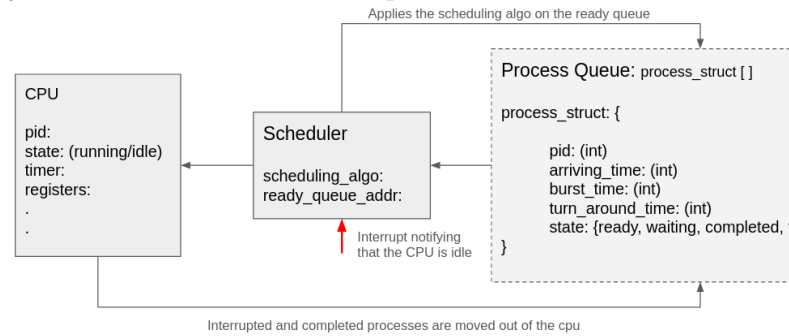 Applies the scheduling algo on the ready queue
CPU
pid:
state: (running/idle)
timer:
registers:
.
.
Scheduler
scheduling_algo:
ready_queue_addr:
Interrupt notifying
that the CPU is idle
Process Queue: process_struct [ ]
process_struct: {
pid: (int)
arriving_time: (int)
burst_time: (int)
turn_around_time: (int)
state: {ready, waiting, completed,
}
Interrupted and completed processes are moved out of the cpu